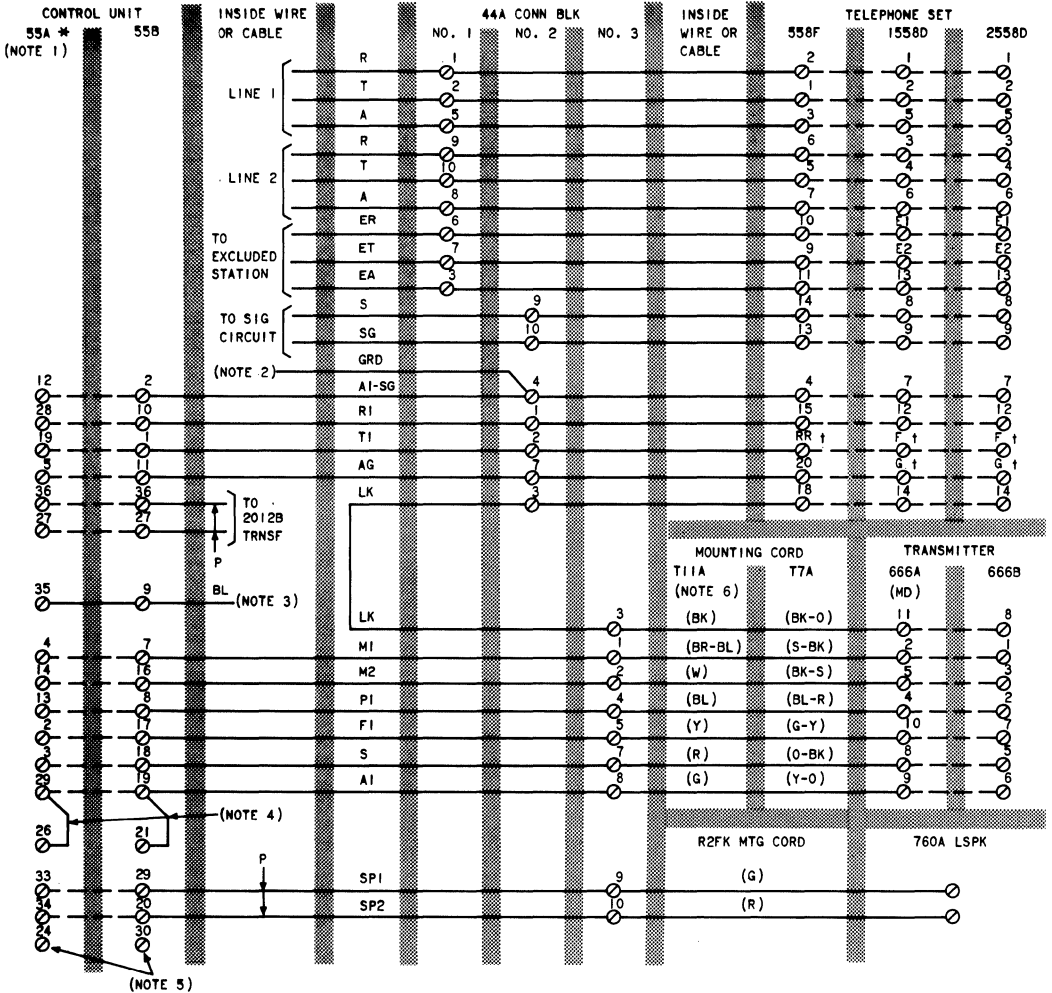 CONTROL UNIT INSIDE WIRE OR CABLE 44A CONN BLK INSIDE WIRE OR CABLE TELEPHONE SET
55A * (NOTE 1) 55B NO. 1 NO. 2 NO. 3 558F 1558D 2558D
LINE 1
R 1 2 1 1
T 2 1 2 2
A 5 3 5 5
LINE 2
R 9 6 3 3
T 10 5 4 4
A 8 7 6 6
TO EXCLUDED STATION
ER 6 10 E1 E1
ET 7 9 E2 E2
EA 3 11 13 13
TO SIG CIRCUIT
S 9 14 8 8
SG 10 13 9 9
(NOTE 2) GRD
12 2 A1-SG 4 4 7 7
28 10 R1 1 15 12 12
19 1 T1 2 RR † F † F †
5 11 AG 7 20 G † G †
36 36 LK 3 18 14 14
27 27
TO 2012B TRNSF
P
MOUNTING CORD TRANSMITTER
T11A (NOTE 6) T7A 666A (MD) 666B
35 9 BL (NOTE 3)
LK 3 (BK) (BK-O) 11 8
4 7 M1 1 (BR-BL) (S-BK) 2 1
14 16 M2 2 (W) (BK-S) 5 3
13 8 P1 4 (BL) (BL-R) 4 2
2 17 F1 5 (Y) (G-Y) 10 7
3 18 S 7 (R) (O-BK) 8 5
29 19 A1 8 (G) (Y-O) 9 6
(NOTE 4)
26 21
R2FK MTG CORD 760A LSPK
P
33 29 SP1 9 (G)
34 20 SP2 10 (R)
24 30
(NOTE 5)